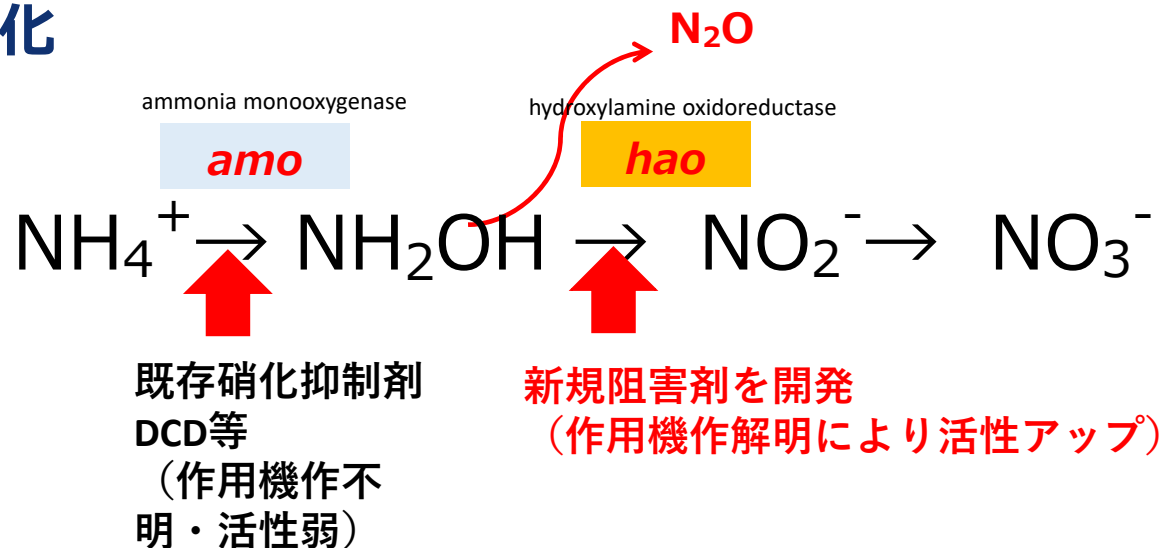 化
N₂O
ammonia monooxygenase
hydroxylamine oxidoreductase
amo
hao
NH₄⁺→ NH₂OH → NO₂⁻→ NO₃⁻
既存硝化抑制剤
DCD等
（作用機作不
明・活性弱）
新規阻害剤を開発
（作用機作解明により活性アップ）